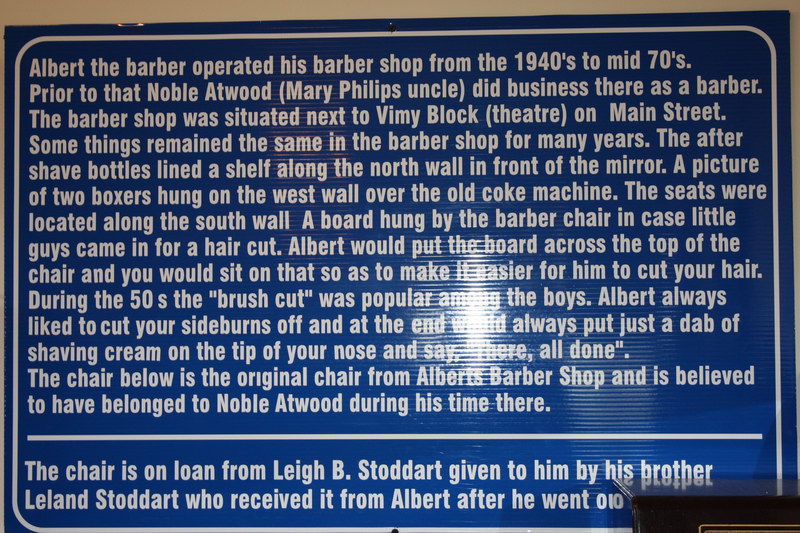 Albert the barber operated his barber shop from the 1940's to mid 70's.
Prior to that Noble Atwood (Mary Philips uncle) did business there as a barber.
The barber shop was situated next to Vimy Block (theatre) on Main Street.
Some things remained the same in the barber shop for many years. The after
shave bottles lined a shelf along the north wall in front of the mirror. A picture
of two boxers hung on the west wall over the old coke machine. The seats were
located along the south wall A board hung by the barber chair in case little
guys came in for a hair cut. Albert would put the board across the top of the
chair and you would sit on that so as to make it easier for him to cut your hair.
During the 50 s the "brush cut" was popular among the boys. Albert always
liked to cut your sideburns off and at the end would always put just a dab of
shaving cream on the tip of your nose and say, "There, all done".
The chair below is the original chair from Alberts Barber Shop and is believed
to have belonged to Noble Atwood during his time there.
The chair is on loan from Leigh B. Stoddart given to him by his brother
Leland Stoddart who received it from Albert after he went